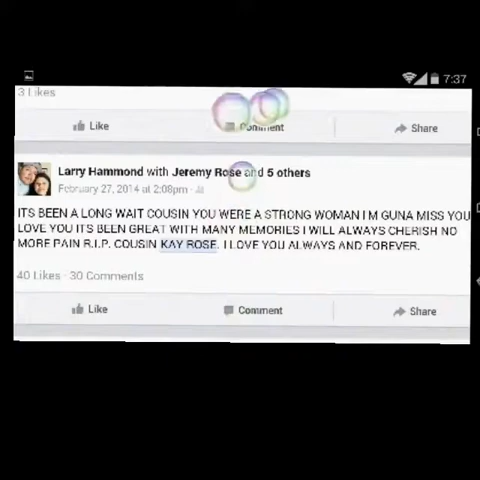 7:37
3 Likes
Like Comment Share
Larry Hammond with Jeremy Rose and 5 others
February 27, 2014 at 2:08pm ·
ITS BEEN A LONG WAIT COUSIN YOU WERE A STRONG WOMAN I M GUNA MISS YOU
LOVE YOU ITS BEEN GREAT WITH MANY MEMORIES I WILL ALWAYS CHERISH NO
MORE PAIN R.I.P. COUSIN KAY ROSE. I LOVE YOU ALWAYS AND FOREVER.
40 Likes · 30 Comments
Like Comment Share